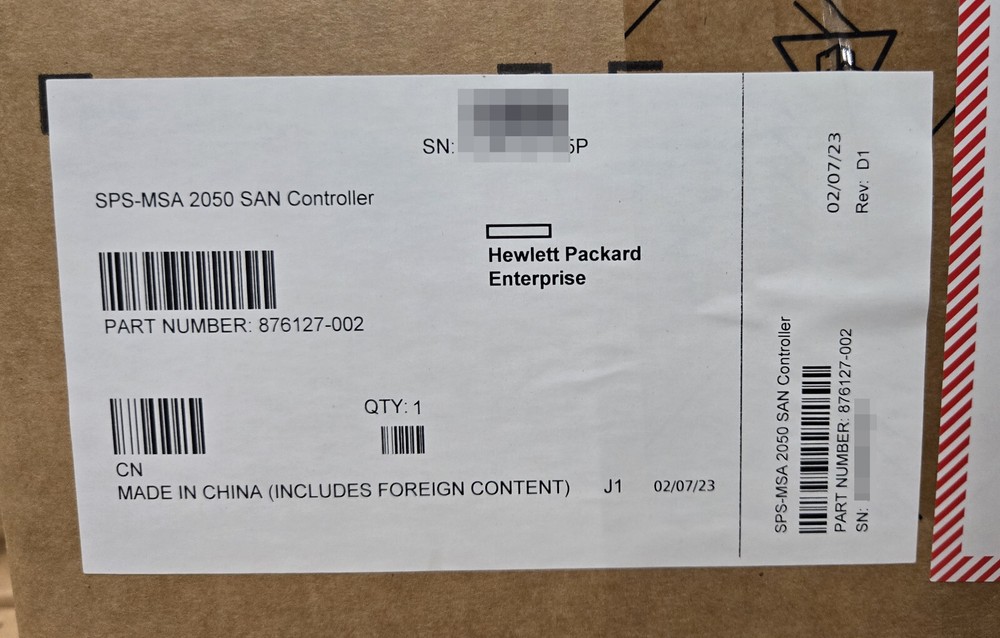 SN: 5P
SPS-MSA 2050 SAN Controller
Hewlett Packard
Enterprise
PART NUMBER: 876127-002
QTY: 1
CN
MADE IN CHINA (INCLUDES FOREIGN CONTENT) J1 02/07/23
02/07/23
Rev: D1
SPS-MSA 2050 SAN Controller
PART NUMBER: 876127-002
SN: